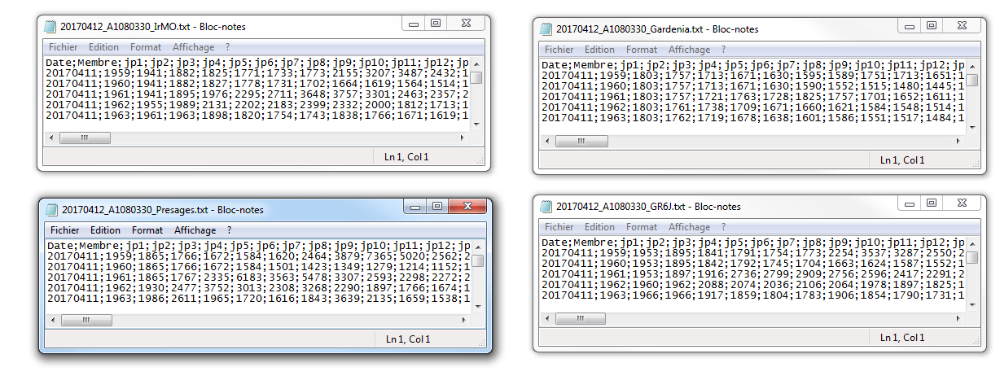 20170412_A1080330_IrMO.txt - Bloc-notes
Fichier Edition Format Affichage ?
Date;Membre;jp1;jp2;jp3;jp4;jp5;jp6;jp7;jp8;jp9;jp10;jp11;jp12;jp
20170411;1959;1941;1882;1825;1771;1733;1773;2155;3207;3487;2432;1
20170411;1960;1941;1882;1827;1778;1731;1702;1664;1619;1564;1514;1
20170411;1961;1941;1895;1976;2295;2711;3648;3757;3301;2463;2357;2
20170411;1962;1955;1989;2131;2202;2183;2399;2332;2000;1812;1713;1
20170411;1963;1961;1963;1898;1820;1754;1743;1838;1766;1671;1619;1
Ln 1, Col 1
20170412_A1080330_Gardenia.txt - Bloc-notes
Fichier Edition Format Affichage ?
Date;Membre;jp1;jp2;jp3;jp4;jp5;jp6;jp7;jp8;jp9;jp10;jp11;jp12;jp
20170411;1959;1803;1757;1713;1671;1630;1595;1589;1751;1713;1651;1
20170411;1960;1803;1757;1713;1671;1630;1590;1552;1515;1480;1445;1
20170411;1961;1803;1757;1721;1763;1728;1825;1757;1701;1652;1611;1
20170411;1962;1803;1761;1738;1709;1671;1660;1621;1584;1548;1514;1
20170411;1963;1803;1762;1719;1678;1638;1601;1586;1551;1517;1484;1
Ln 1, Col 1
20170412_A1080330_Presages.txt - Bloc-notes
Fichier Edition Format Affichage ?
Date;Membre;jp1;jp2;jp3;jp4;jp5;jp6;jp7;jp8;jp9;jp10;jp11;jp12;jp
20170411;1959;1865;1766;1672;1584;1620;2464;3879;7365;5020;2562;2
20170411;1960;1865;1766;1672;1584;1501;1423;1349;1279;1214;1152;1
20170411;1961;1865;1767;2335;6183;3563;5478;3307;2593;2298;2272;2
20170411;1962;1930;2477;3752;3013;2308;3268;2290;1897;1766;1674;1
20170411;1963;1986;2611;1965;1720;1616;1843;3639;2135;1659;1538;1
Ln 1, Col 1
20170412_A1080330_GR6J.txt - Bloc-notes
Fichier Edition Format Affichage ?
Date;Membre;jp1;jp2;jp3;jp4;jp5;jp6;jp7;jp8;jp9;jp10;jp11;jp12;jp
20170411;1959;1953;1895;1841;1791;1754;1773;2254;3537;3287;2550;2
20170411;1960;1953;1895;1842;1792;1745;1704;1663;1624;1587;1552;1
20170411;1961;1953;1897;1916;2736;2799;2909;2756;2596;2417;2291;2
20170411;1962;1960;1962;2088;2074;2036;2106;2064;1978;1897;1825;1
20170411;1963;1966;1966;1917;1859;1804;1783;1906;1854;1790;1731;1
Ln 1, Col 1